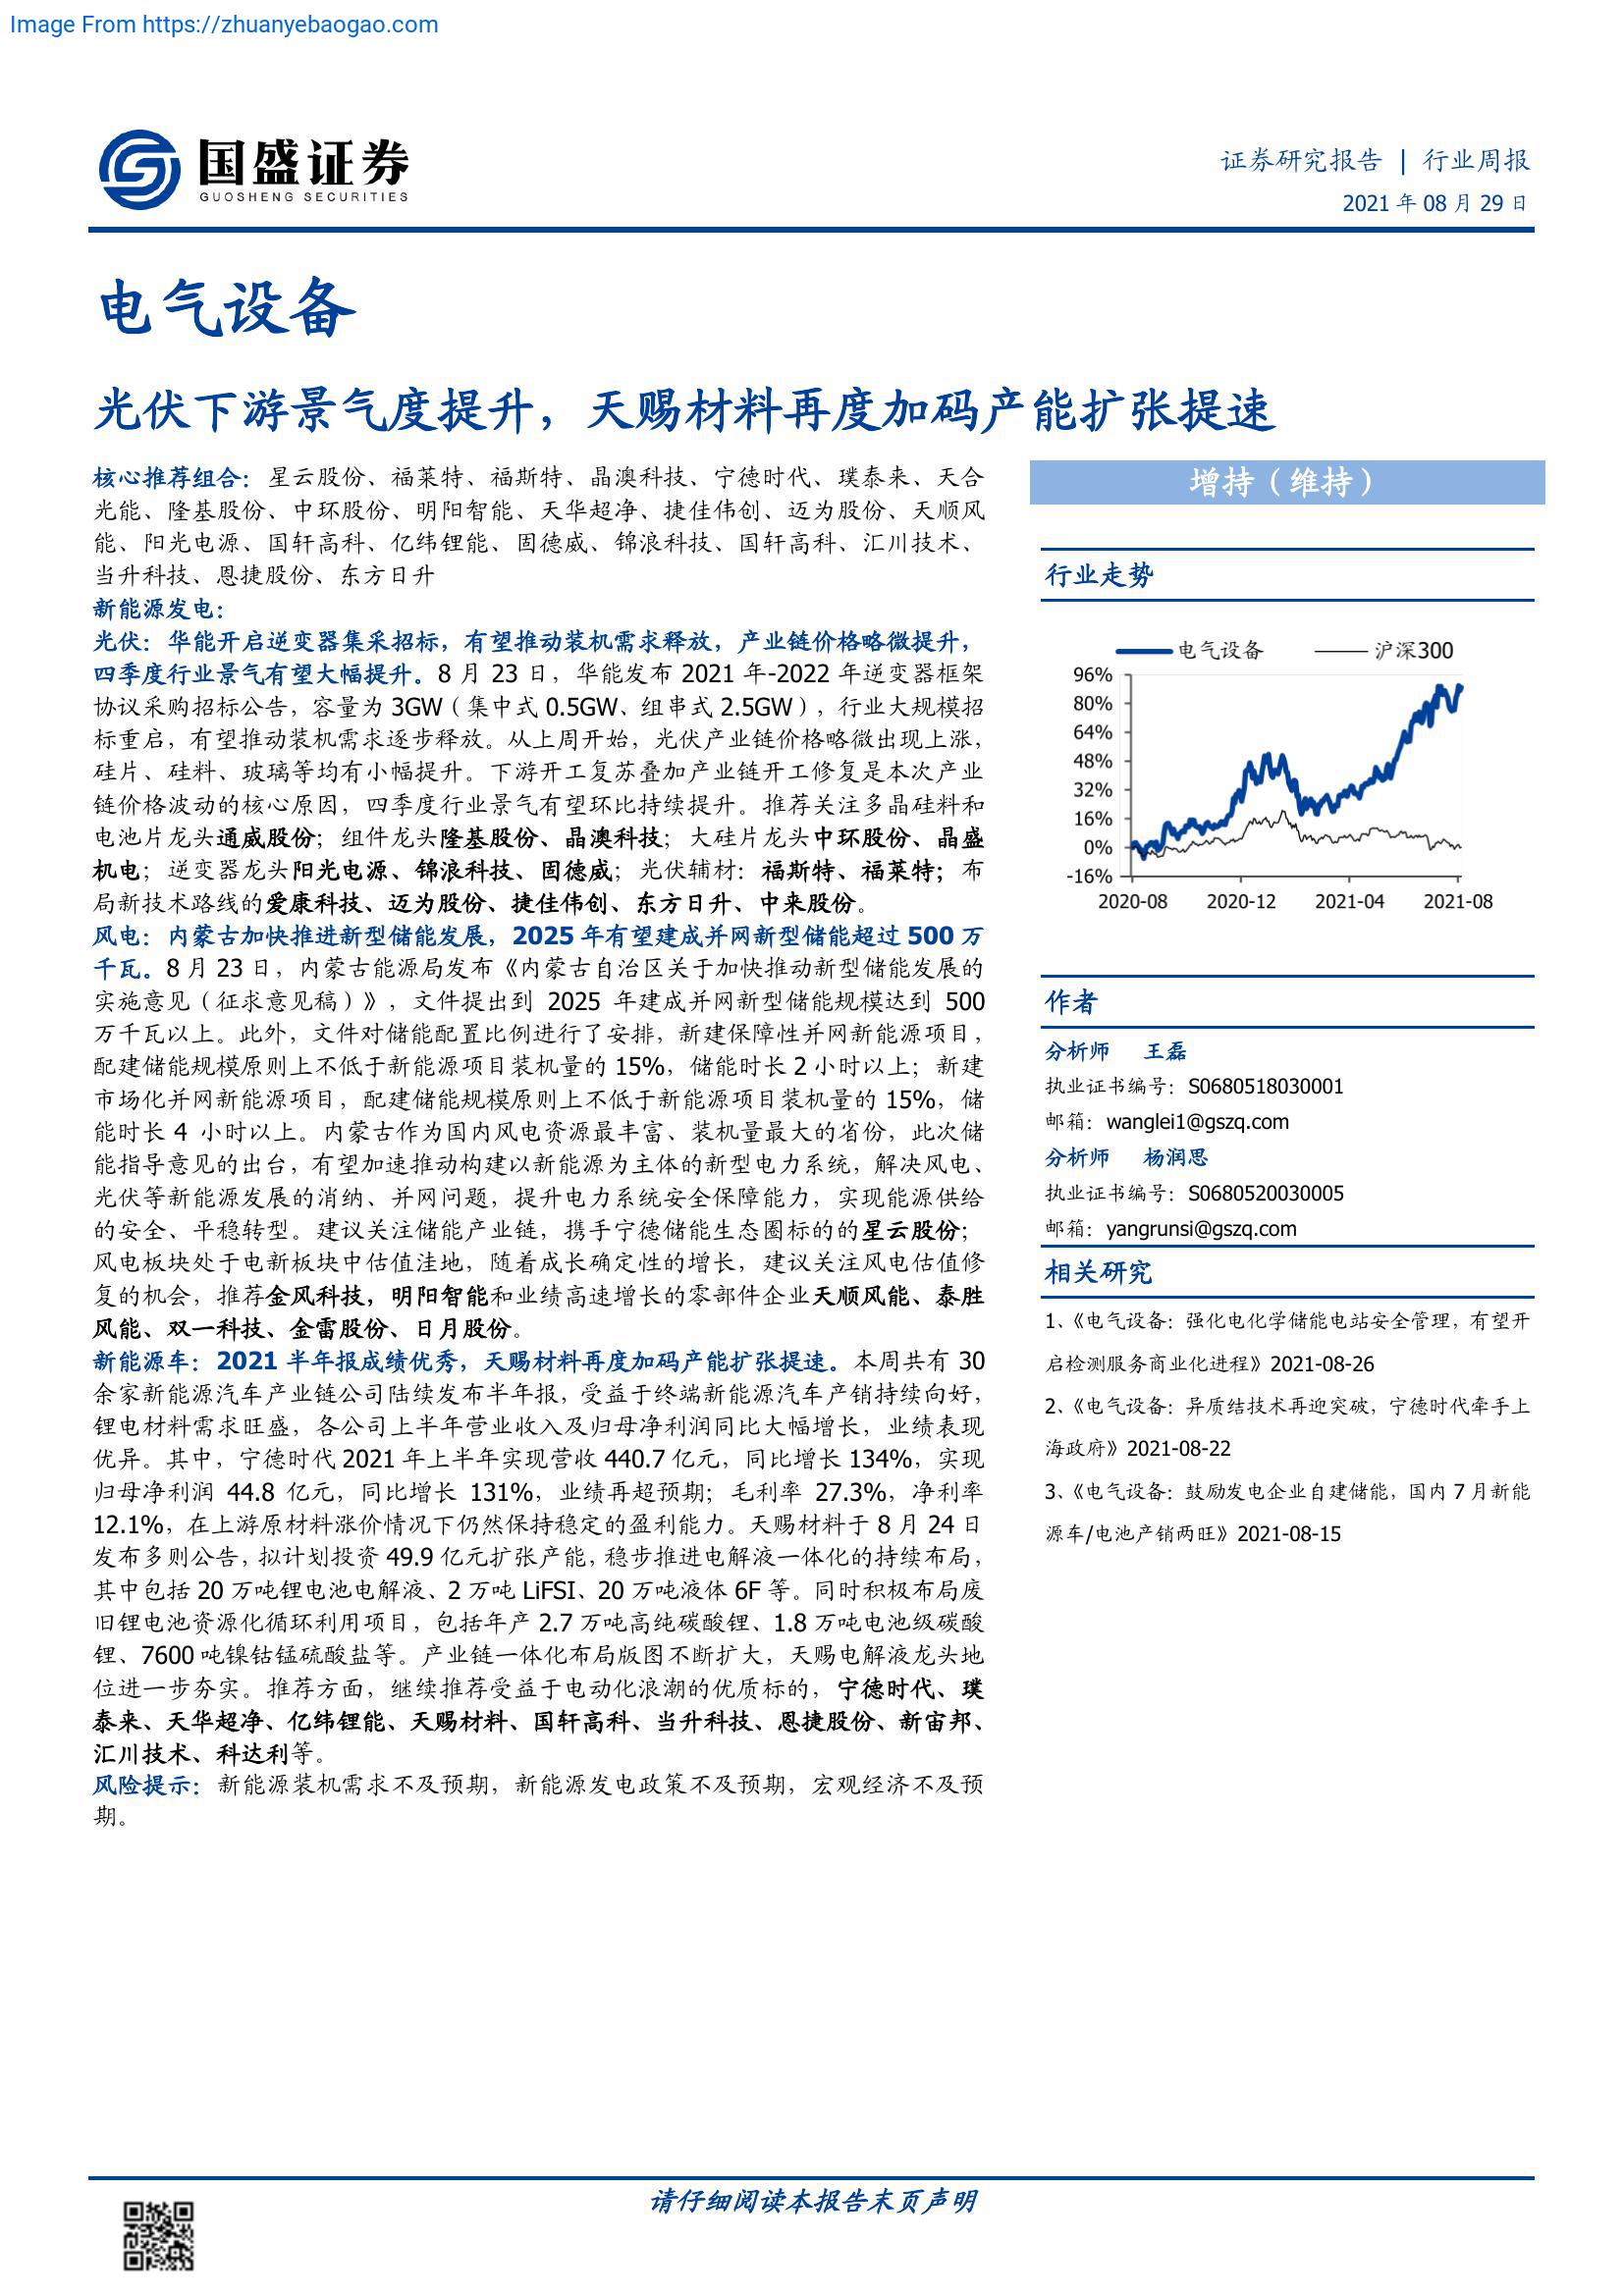 Image From https://zhuanyebaogao.com
国盛证券
GUOSHENG SECURITIES
证券研究报告 | 行业周报
2021 年 08 月 29 日
电气设备
光伏下游景气度提升，天赐材料再度加码产能扩张提速
核心推荐组合：星云股份、福莱特、福斯特、晶澳科技、宁德时代、璞泰来、天合
光能、隆基股份、中环股份、明阳智能、天华超净、捷佳伟创、迈为股份、天顺风
能、阳光电源、国轩高科、亿纬锂能、固德威、锦浪科技、国轩高科、汇川技术、
当升科技、恩捷股份、东方日升
新能源发电：
光伏：华能开启逆变器集采招标，有望推动装机需求释放，产业链价格略微提升，
四季度行业景气有望大幅提升。8 月 23 日，华能发布 2021 年-2022 年逆变器框架
协议采购招标公告，容量为 3GW（集中式 0.5GW、组串式 2.5GW），行业大规模招
标重启，有望推动装机需求逐步释放。从上周开始，光伏产业链价格略微出现上涨，
硅片、硅料、玻璃等均有小幅提升。下游开工复苏叠加产业链开工修复是本次产业
链价格波动的核心原因，四季度行业景气有望环比持续提升。推荐关注多晶硅料和
电池片龙头通威股份；组件龙头隆基股份、晶澳科技；大硅片龙头中环股份、晶盛
机电；逆变器龙头阳光电源、锦浪科技、固德威；光伏辅材：福斯特、福莱特；布
局新技术路线的爱康科技、迈为股份、捷佳伟创、东方日升、中来股份。
风电：内蒙古加快推进新型储能发展，2025 年有望建成并网新型储能超过 500 万
千瓦。8 月 23 日，内蒙古能源局发布《内蒙古自治区关于加快推动新型储能发展的
实施意见（征求意见稿）》，文件提出到 2025 年建成并网新型储能规模达到 500
万千瓦以上。此外，文件对储能配置比例进行了安排，新建保障性并网新能源项目，
配建储能规模原则上不低于新能源项目装机量的 15%，储能时长 2 小时以上；新建
市场化并网新能源项目，配建储能规模原则上不低于新能源项目装机量的 15%，储
能时长 4 小时以上。内蒙古作为国内风电资源最丰富、装机量最大的省份，此次储
能指导意见的出台，有望加速推动构建以新能源为主体的新型电力系统，解决风电、
光伏等新能源发展的消纳、并网问题，提升电力系统安全保障能力，实现能源供给
的安全、平稳转型。建议关注储能产业链，携手宁德储能生态圈标的的星云股份；
风电板块处于电新板块中估值洼地，随着成长确定性的增长，建议关注风电估值修
复的机会，推荐金风科技，明阳智能和业绩高速增长的零部件企业天顺风能、泰胜
风能、双一科技、金雷股份、日月股份。
新能源车：2021 半年报成绩优秀，天赐材料再度加码产能扩张提速。本周共有 30
余家新能源汽车产业链公司陆续发布半年报，受益于终端新能源汽车产销持续向好，
锂电材料需求旺盛，各公司上半年营业收入及归母净利润同比大幅增长，业绩表现
优异。其中，宁德时代 2021 年上半年实现营收 440.7 亿元，同比增长 134%，实现
归母净利润 44.8 亿元，同比增长 131%，业绩再超预期；毛利率 27.3%，净利率
12.1%，在上游原材料涨价情况下仍然保持稳定的盈利能力。天赐材料于 8 月 24 日
发布多则公告，拟计划投资 49.9 亿元扩张产能，稳步推进电解液一体化的持续布局，
其中包括 20 万吨锂电池电解液、2 万吨 LiFSI、20 万吨液体 6F 等。同时积极布局废
旧锂电池资源化循环利用项目，包括年产 2.7 万吨高纯碳酸锂、1.8 万吨电池级碳酸
锂、7600 吨镍钴锰硫酸盐等。产业链一体化布局版图不断扩大，天赐电解液龙头地
位进一步夯实。推荐方面，继续推荐受益于电动化浪潮的优质标的，宁德时代、璞
泰来、天华超净、亿纬锂能、天赐材料、国轩高科、当升科技、恩捷股份、新宙邦、
汇川技术、科达利等。
风险提示：新能源装机需求不及预期，新能源发电政策不及预期，宏观经济不及预
期。
增持（维持）
行业走势
电气设备 沪深300
96%
80%
64%
48%
32%
16%
0%
-16%
2020-08 2020-12 2021-04 2021-08
作者
分析师 王磊
执业证书编号：S0680518030001
邮箱：wanglei1@gszq.com
分析师 杨润思
执业证书编号：S0680520030005
邮箱：yangrunsi@gszq.com
相关研究
1、《电气设备：强化电化学储能电站安全管理，有望开
启检测服务商业化进程》2021-08-26
2、《电气设备：异质结技术再迎突破，宁德时代牵手上
海政府》2021-08-22
3、《电气设备：鼓励发电企业自建储能，国内 7 月新能
源车/电池产销两旺》2021-08-15
请仔细阅读本报告末页声明